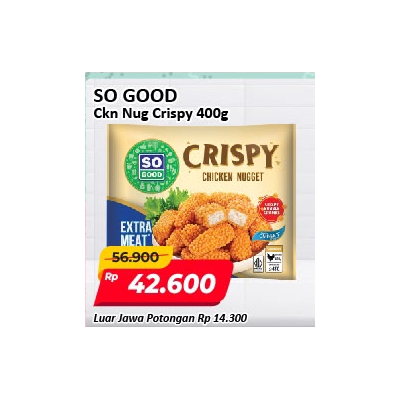 SO GOOD
Ckn Nug Crispy 400g
SO
GOOD
CRISPY
CHICKEN NUGGET
EXTRA
MEAT
56.900
Rp 42.600
Luar Jawa Potongan Rp 14.300